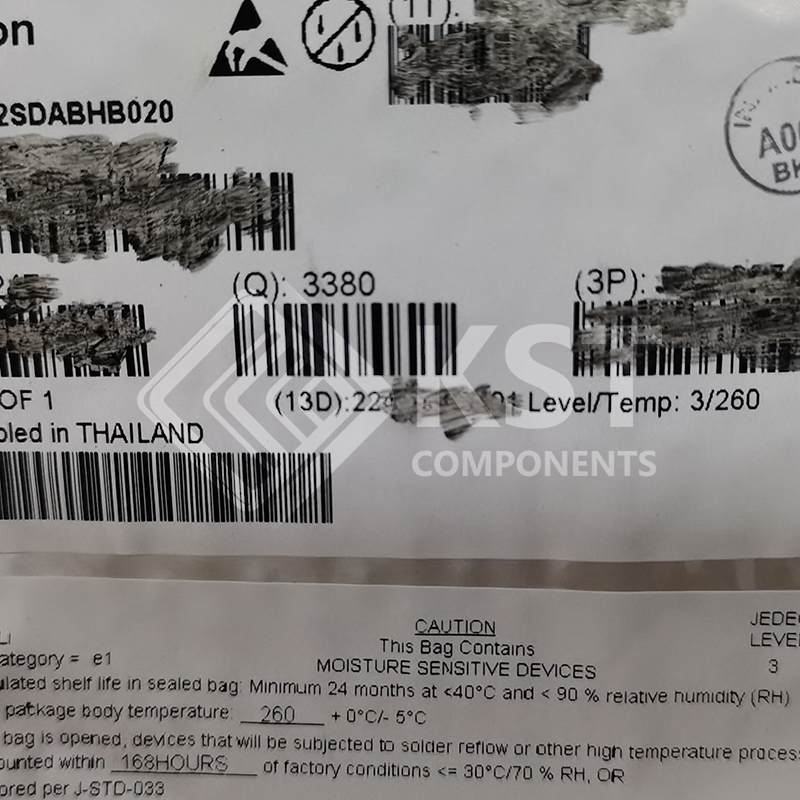 on
(1T):
2SDABHB020
A00
BK
(Q): 3380
(3P):
OF 1
(13D):22
01 Level/Temp: 3/260
bled in THAILAND
KST
COMPONENTS
CAUTION
This Bag Contains
MOISTURE SENSITIVE DEVICES
JEDEC
LEVEL
3
Li
ategory = e1
ulated shelf life in sealed bag: Minimum 24 months at <40°C and < 90 % relative humidity (RH)
package body temperature: 260 + 0°C/- 5°C
bag is opened, devices that will be subjected to solder reflow or other high temperature process
ounted within 168HOURS of factory conditions <= 30°C/70 % RH, OR
ored per J-STD-033